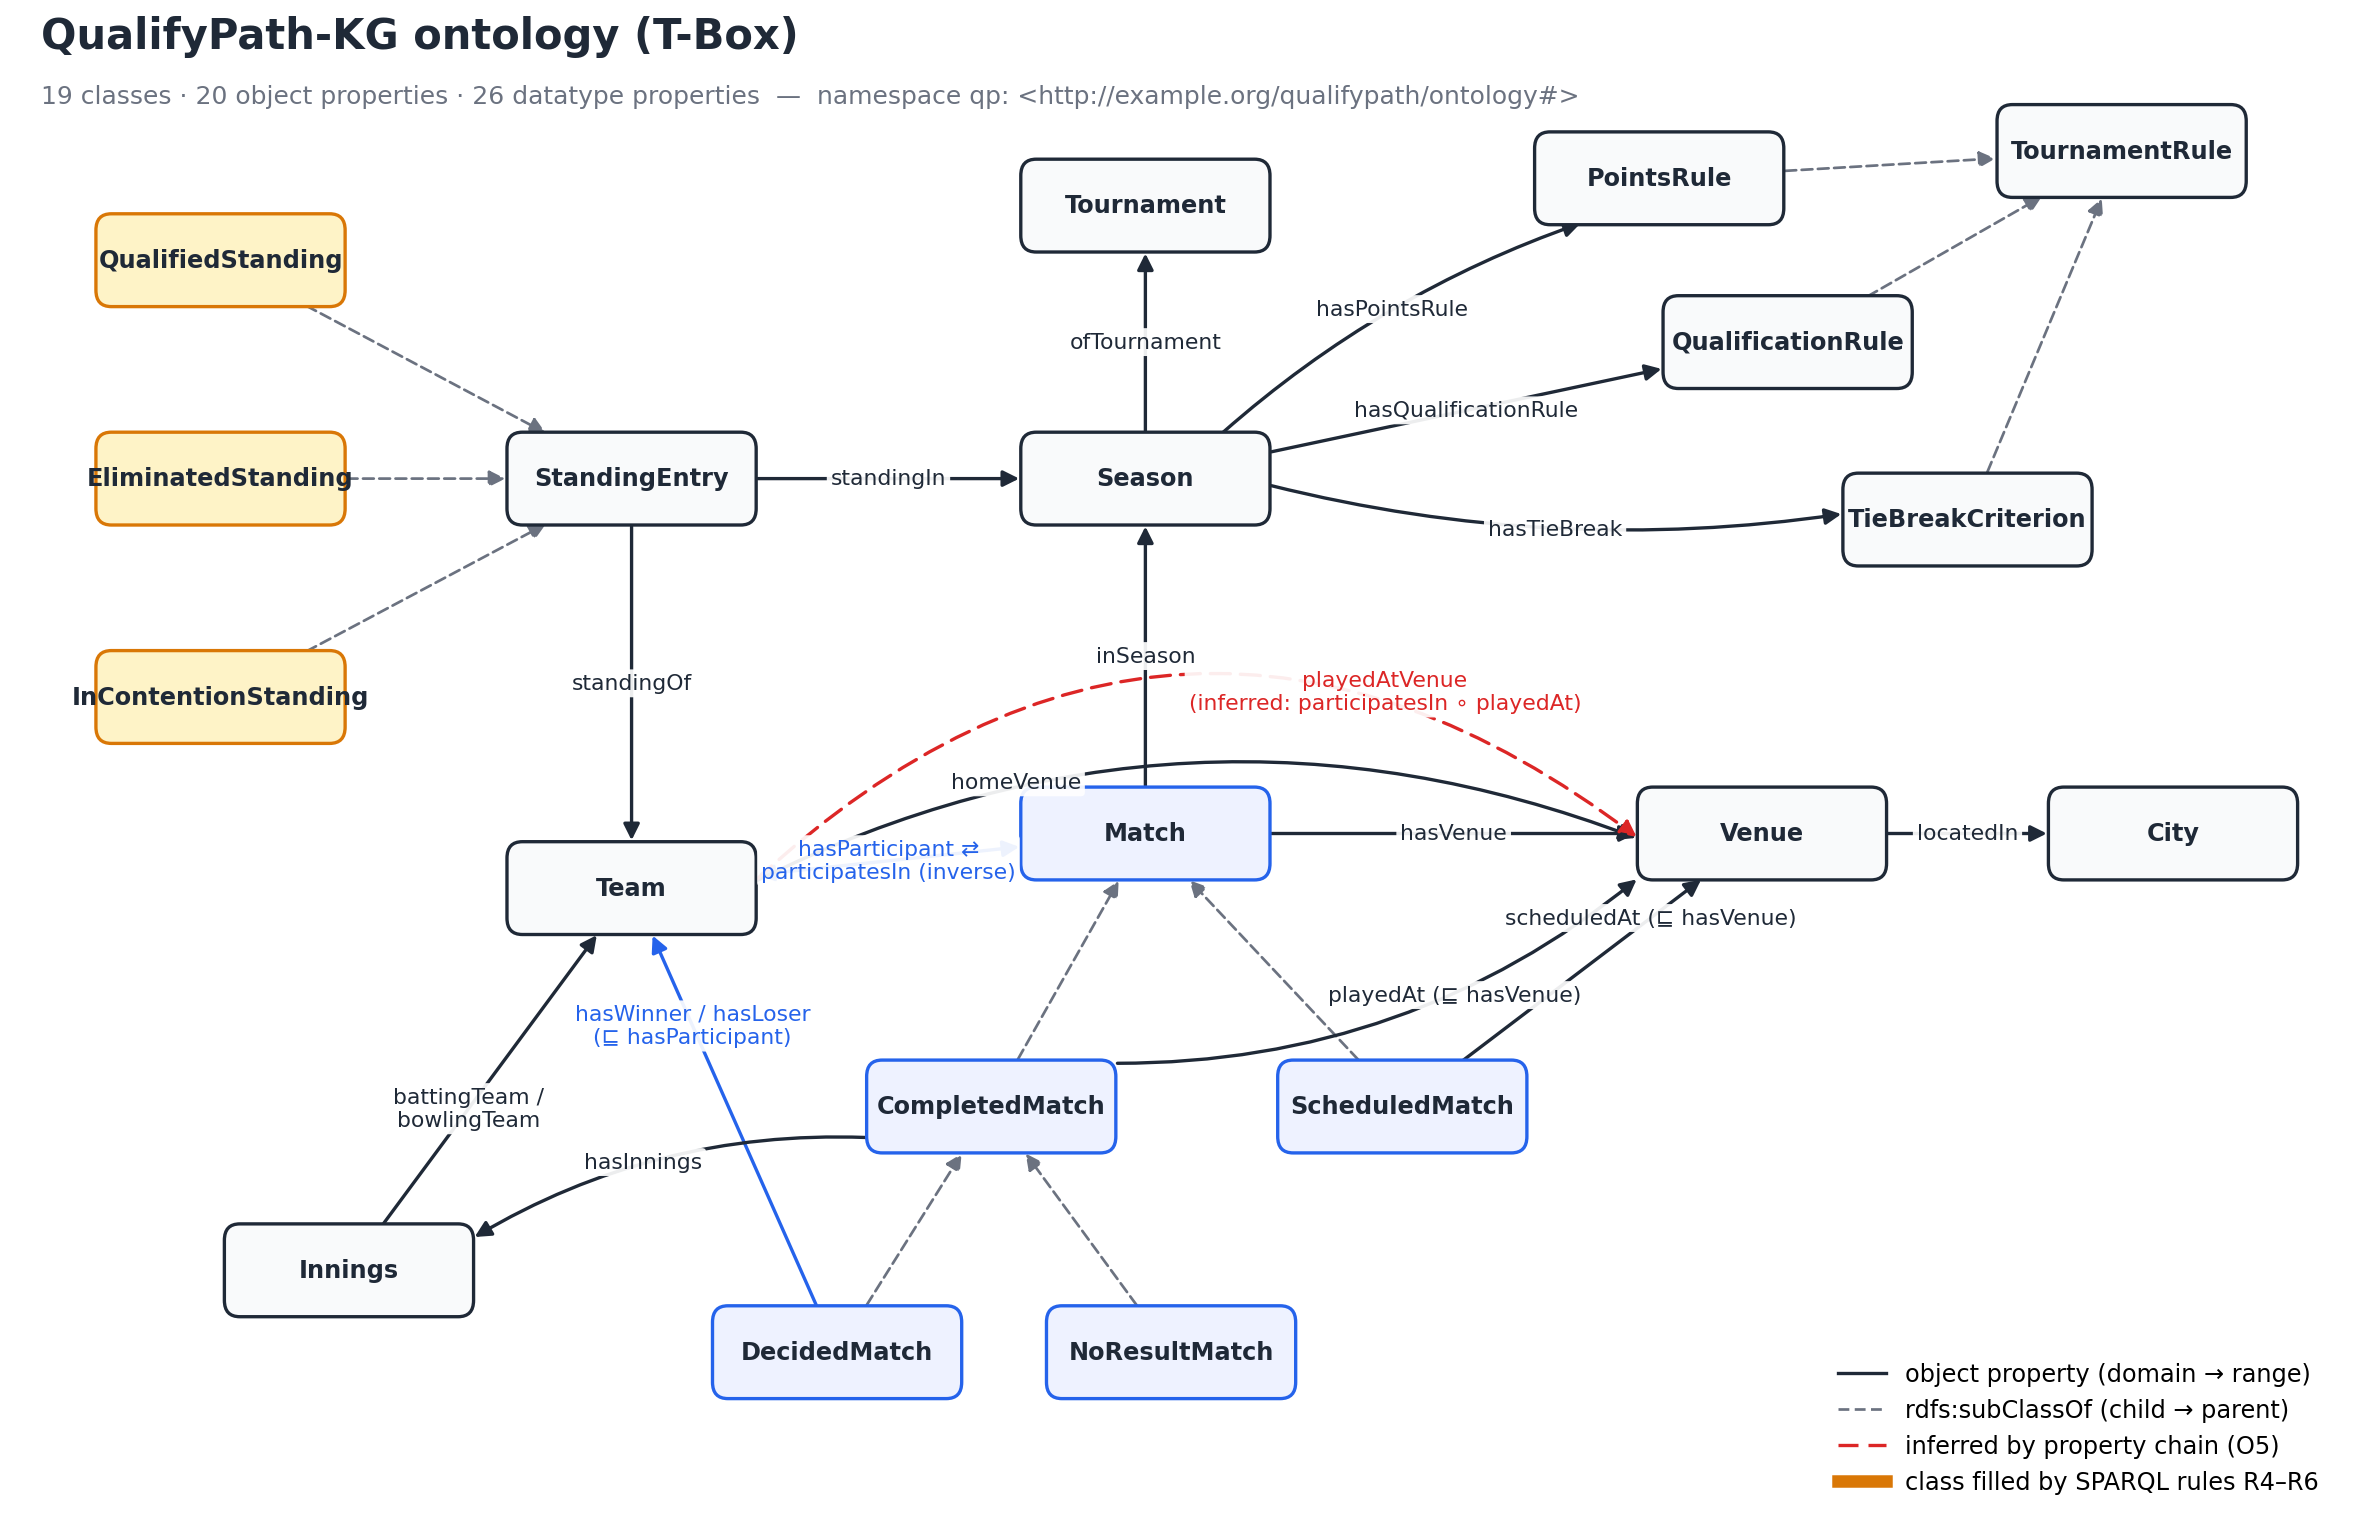 QualifyPath-KG ontology (T-Box)
19 classes · 20 object properties · 26 datatype properties — namespace qp: <http://example.org/qualifypath/ontology#>
TournamentRule
PointsRule
Tournament
QualifiedStanding
hasPointsRule
ofTournament
QualificationRule
hasQualificationRule
EliminatedStanding
StandingEntry
standingIn
Season
hasTieBreak
TieBreakCriterion
inSeason
standingOf
InContentionStanding
playedAtVenue
(inferred: participatesIn ∘ playedAt)
homeVenue
hasParticipant ⇄
participatesIn (inverse)
Match
hasVenue
Venue
locatedIn
City
Team
scheduledAt (⊑ hasVenue)
playedAt (⊑ hasVenue)
hasWinner / hasLoser
(⊑ hasParticipant)
battingTeam /
bowlingTeam
CompletedMatch
ScheduledMatch
hasInnings
Innings
DecidedMatch
NoResultMatch
object property (domain → range)
rdfs:subClassOf (child → parent)
inferred by property chain (O5)
class filled by SPARQL rules R4–R6